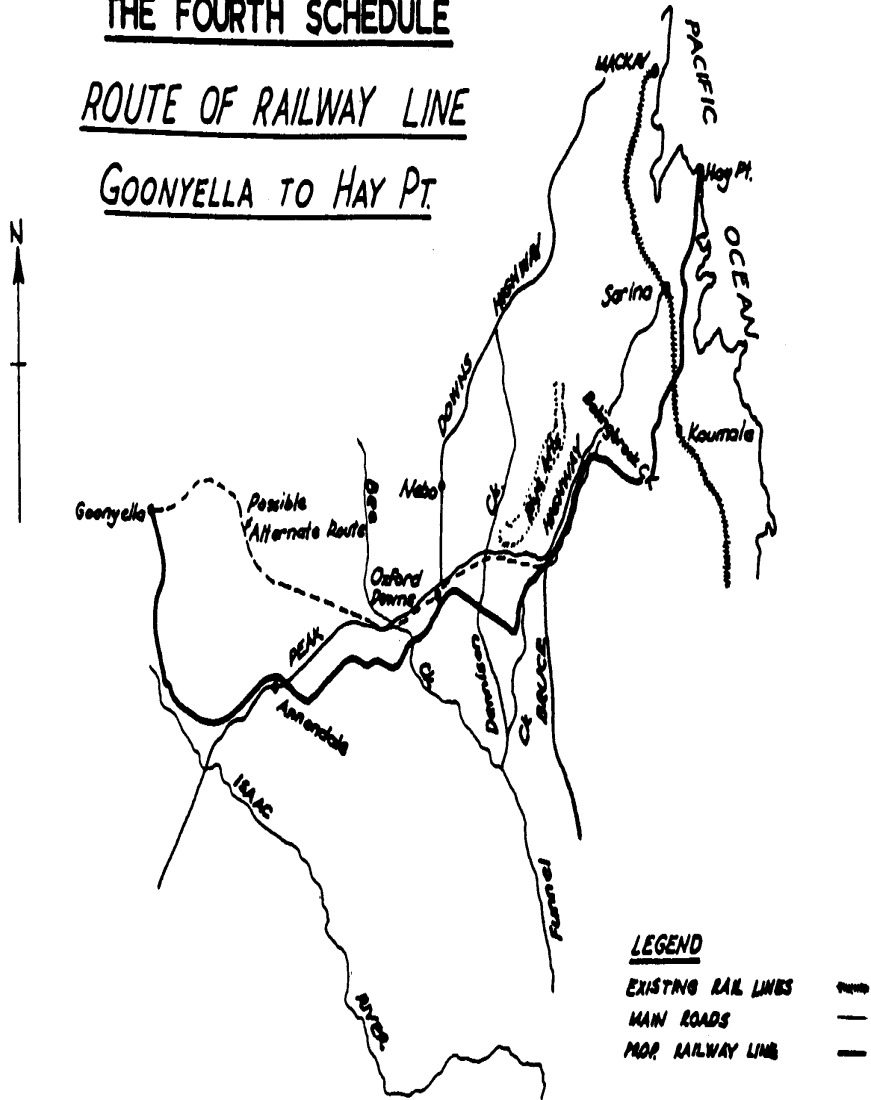 THE FOURTH SCHEDULE
ROUTE OF RAILWAY LINE
GOONYELLA TO HAY PT.
N
MACKAY
PACIFIC
Hay Pt.
OCEAN
Sarina
HIGHWAY
DOWNS
Koumala
Nebo
Bee
Ck
HIGHWAY
Goonyella
Possible
Alternate Route
Oxford
Downs
PEAK
Ck
Dennison
Ck
BRUCE
Annandale
ISAAC
Funnel
RIVER
LEGEND
EXISTING RAIL LINES
MAIN ROADS
PROP. RAILWAY LINE